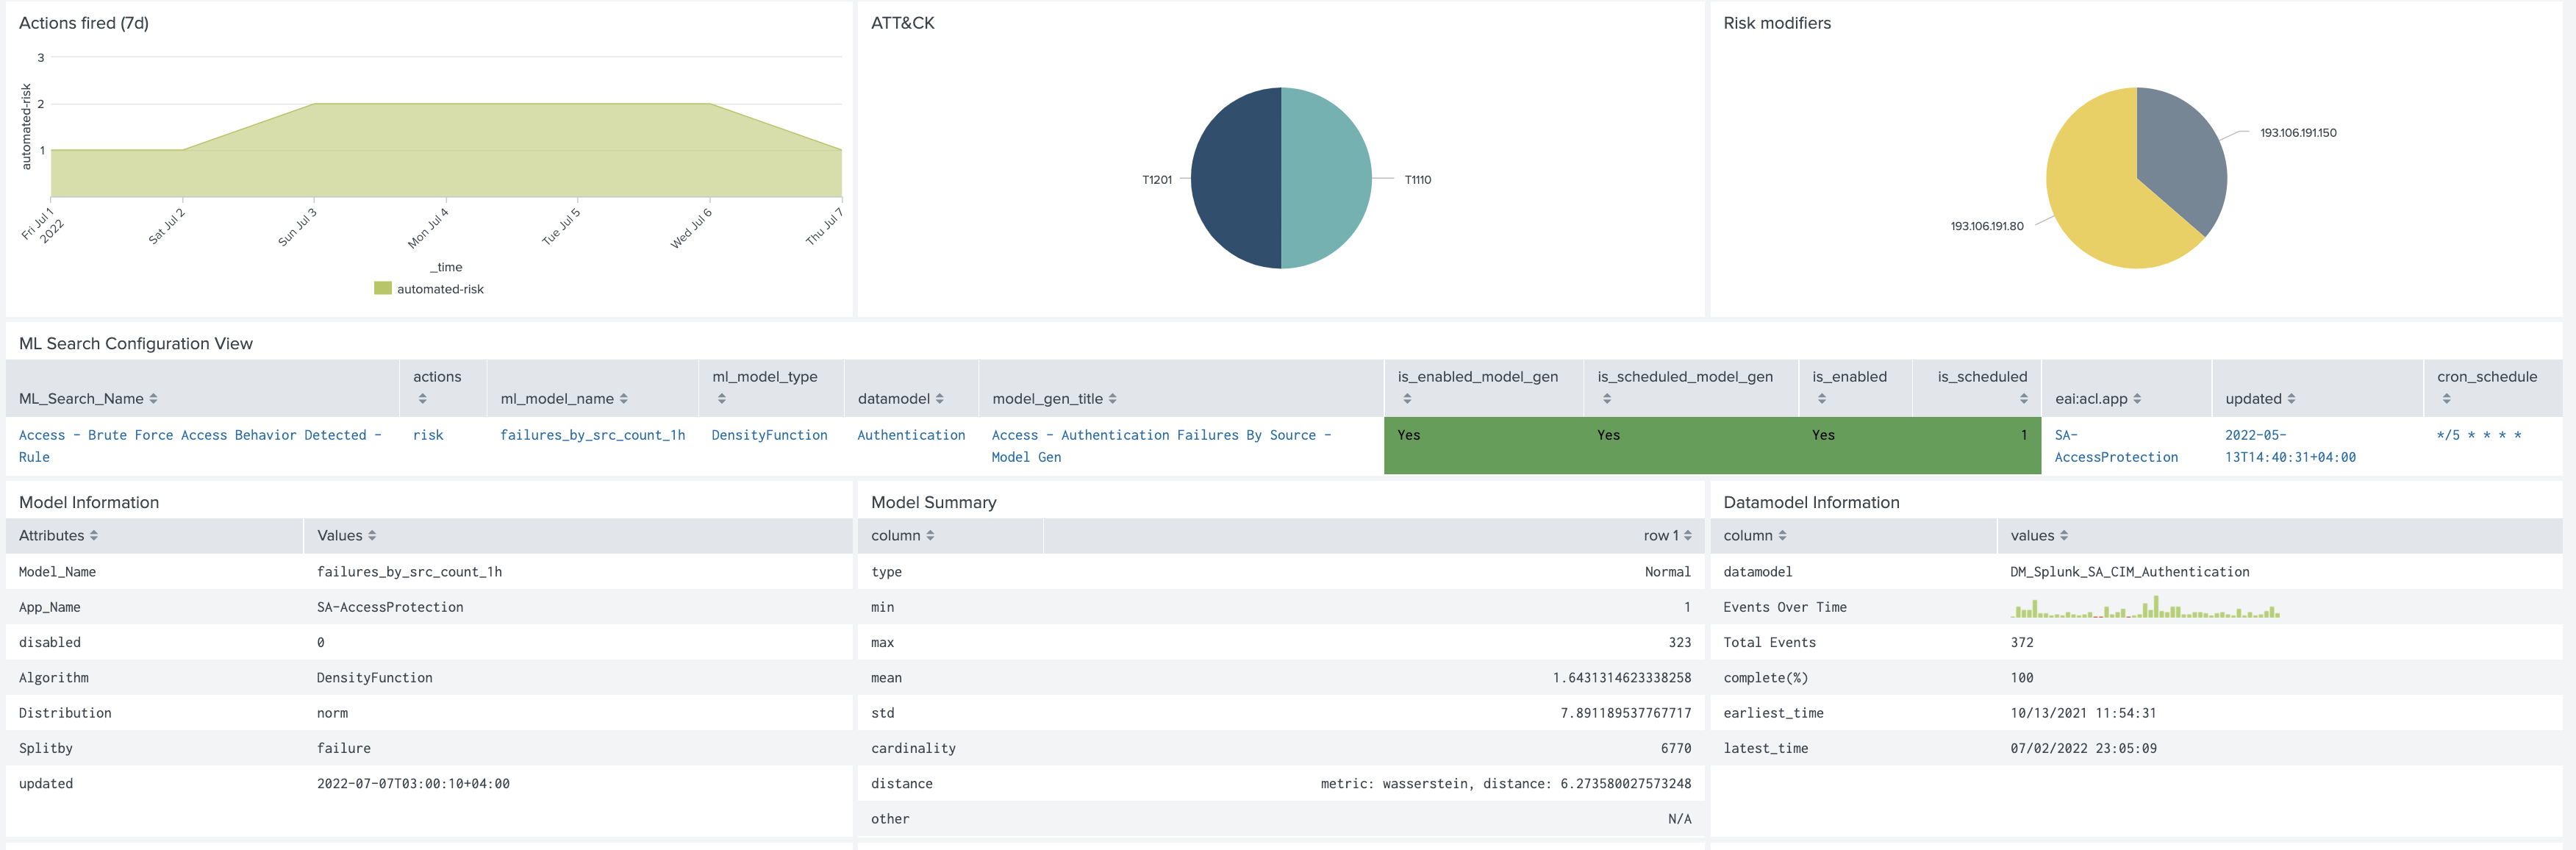 Actions fired (7d)
automated-risk
3
2
1
Fri Jul 1
2022
Sat Jul 2
Sun Jul 3
Mon Jul 4
Tue Jul 5
Wed Jul 6
Thu Jul 7
_time
automated-risk
ATT&CK
T1201
T1110
Risk modifiers
193.106.191.150
193.106.191.80
ML Search Configuration View
ML_Search_Name
actions
ml_model_name
ml_model_type
datamodel
model_gen_title
is_enabled_model_gen
is_scheduled_model_gen
is_enabled
is_scheduled
eai:acl.app
updated
cron_schedule
Access - Brute Force Access Behavior Detected -
Rule
risk
failures_by_src_count_1h
DensityFunction
Authentication
Access - Authentication Failures By Source -
Model Gen
Yes
Yes
Yes
1
SA-
AccessProtection
2022-05-
13T14:40:31+04:00
*/5 * * * *
Model Information
Attributes Values
Model_Name failures_by_src_count_1h
App_Name SA-AccessProtection
disabled 0
Algorithm DensityFunction
Distribution norm
Splitby failure
updated 2022-07-07T03:00:10+04:00
Model Summary
column row 1
type Normal
min 1
max 323
mean 1.6431314623338258
std 7.891189537767717
cardinality 6770
distance metric: wasserstein, distance: 6.273580027573248
other N/A
Datamodel Information
column values
datamodel DM_Splunk_SA_CIM_Authentication
Events Over Time
Total Events 372
complete(%) 100
earliest_time 10/13/2021 11:54:31
latest_time 07/02/2022 23:05:09